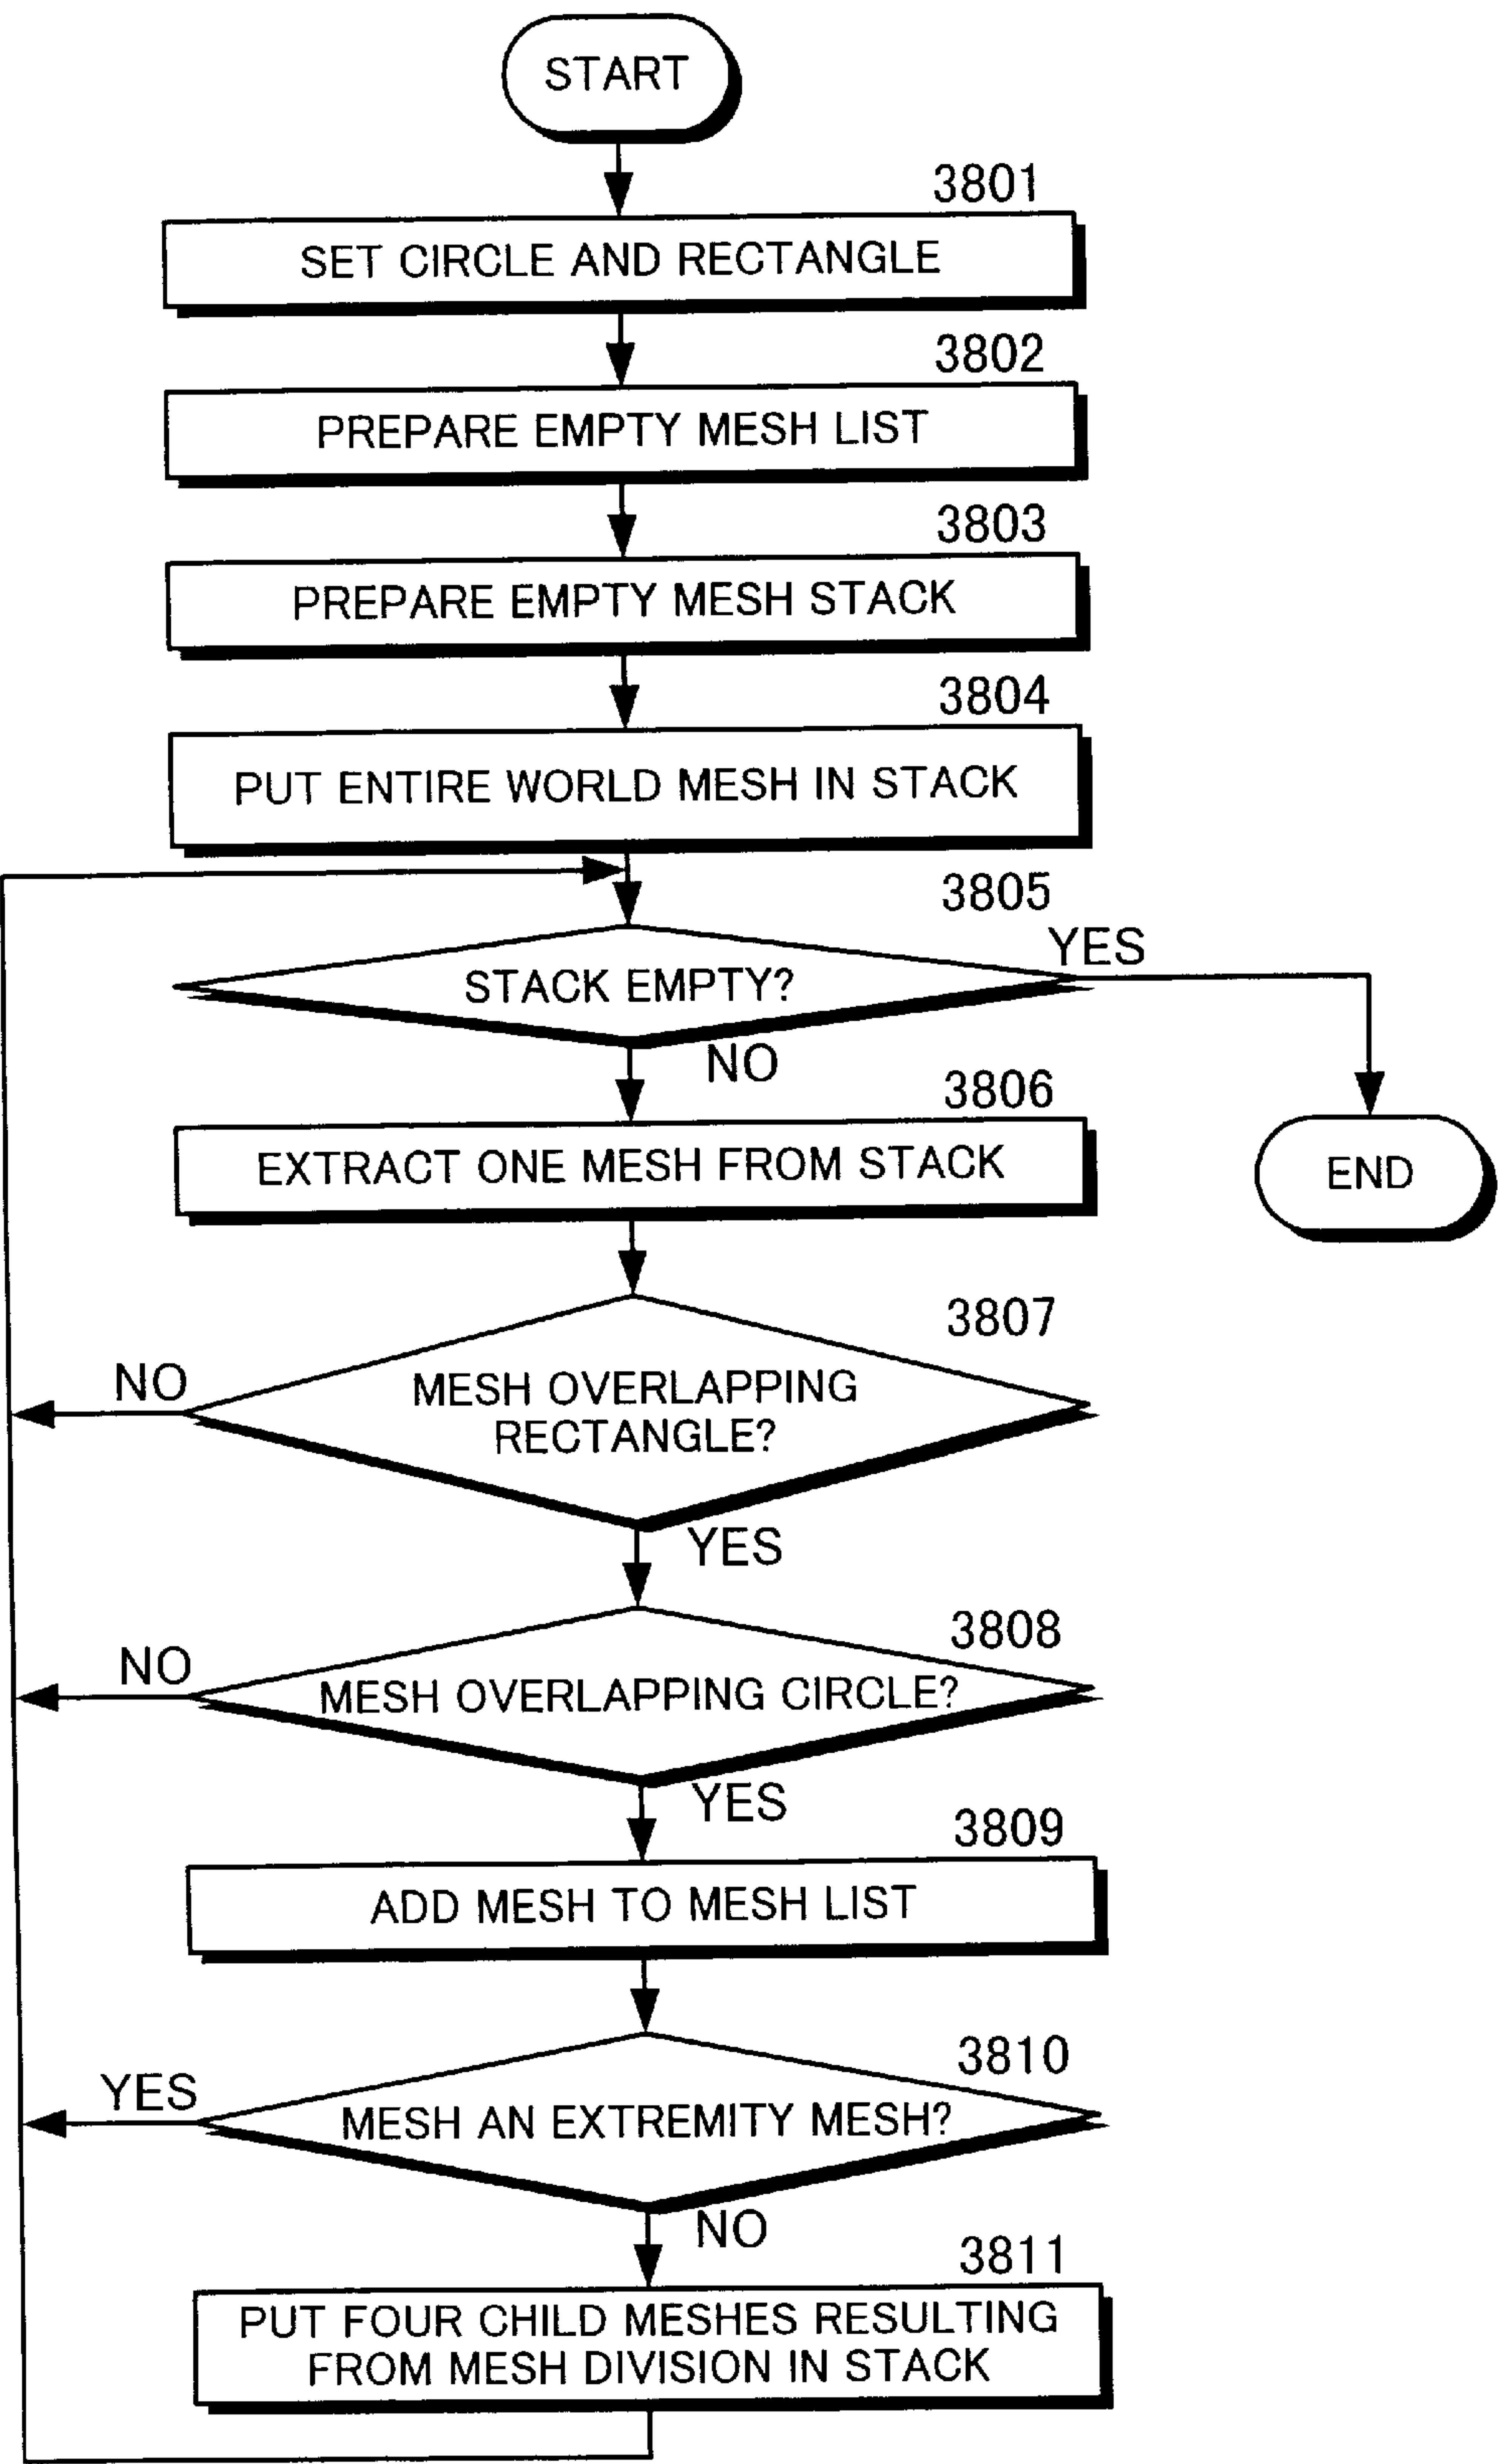 START
3801
SET CIRCLE AND RECTANGLE
3802
PREPARE EMPTY MESH LIST
3803
PREPARE EMPTY MESH STACK
3804
PUT ENTIRE WORLD MESH IN STACK
3805
YES
STACK EMPTY?
NO
3806
EXTRACT ONE MESH FROM STACK
END
3807
NO
MESH OVERLAPPING
RECTANGLE?
YES
3808
NO
MESH OVERLAPPING CIRCLE?
YES
3809
ADD MESH TO MESH LIST
3810
YES
MESH AN EXTREMITY MESH?
NO
3811
PUT FOUR CHILD MESHES RESULTING
FROM MESH DIVISION IN STACK